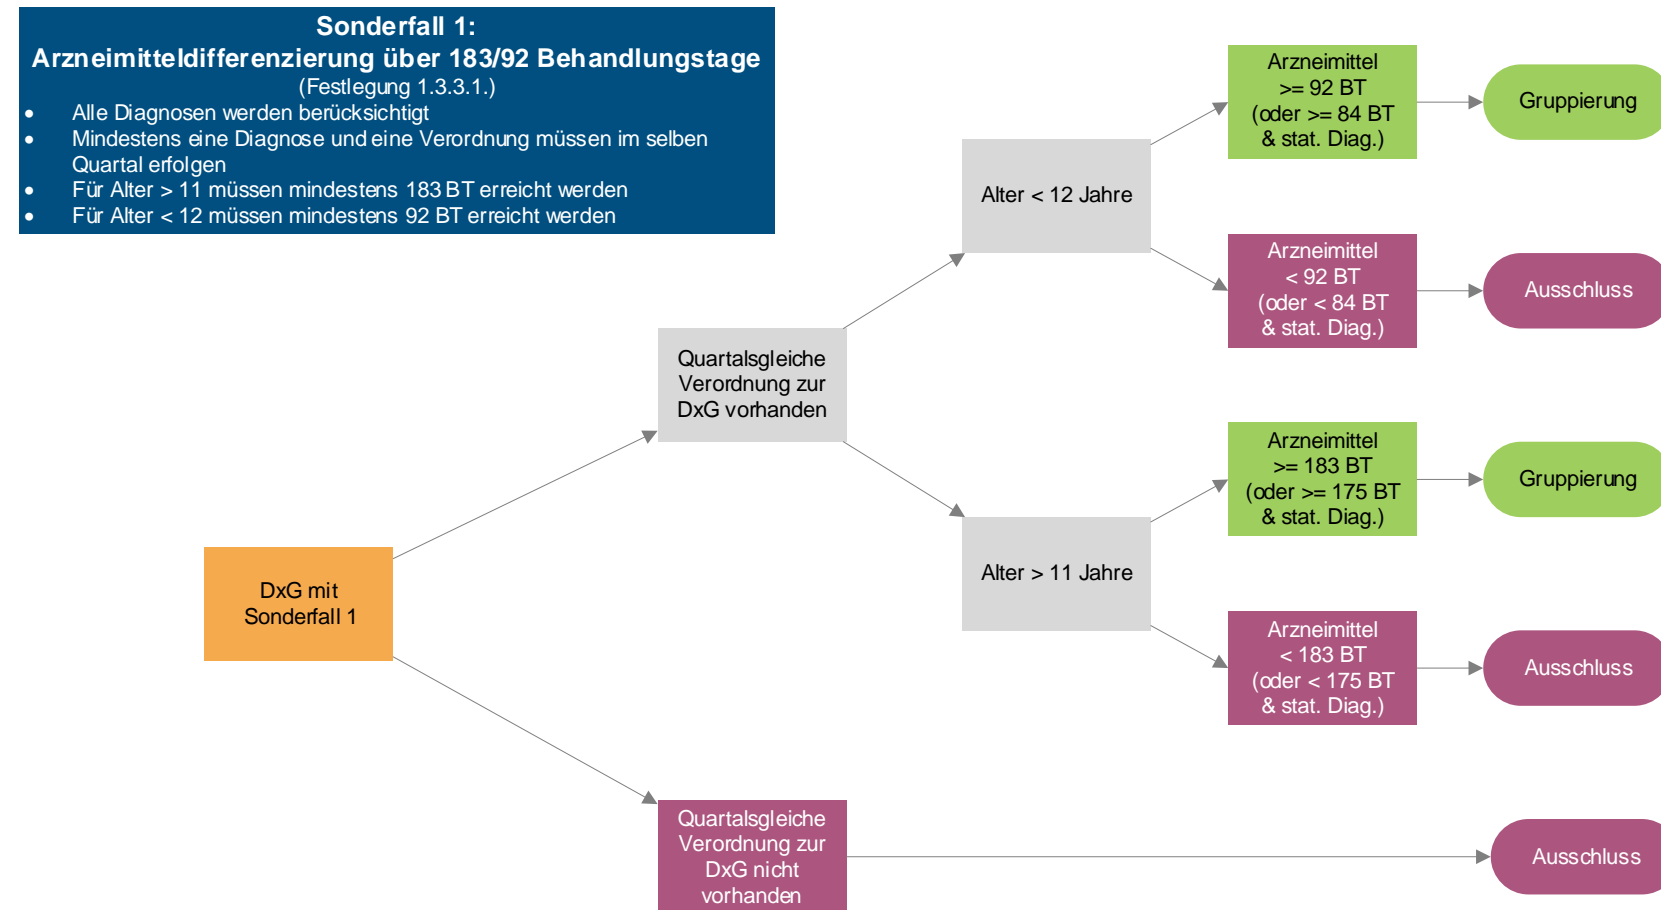 Sonderfall 1:
Arzneimitteldifferenzierung über 183/92 Behandlungstage
(Festlegung 1.3.3.1.)
• Alle Diagnosen werden berücksichtigt
• Mindestens eine Diagnose und eine Verordnung müssen im selben
Quartal erfolgen
• Für Alter > 11 müssen mindestens 183 BT erreicht werden
• Für Alter < 12 müssen mindestens 92 BT erreicht werden
Arzneimittel
>= 92 BT
(oder >= 84 BT
& stat. Diag.)
Gruppierung
Alter < 12 Jahre
Arzneimittel
< 92 BT
(oder < 84 BT
& stat. Diag.)
Ausschluss
Quartalsgleiche
Verordnung zur
DxG vorhanden
Arzneimittel
>= 183 BT
(oder >= 175 BT
& stat. Diag.)
Gruppierung
Alter > 11 Jahre
DxG mit
Sonderfall 1
Arzneimittel
< 183 BT
(oder < 175 BT
& stat. Diag.)
Ausschluss
Quartalsgleiche
Verordnung zur
DxG nicht
vorhanden
Ausschluss